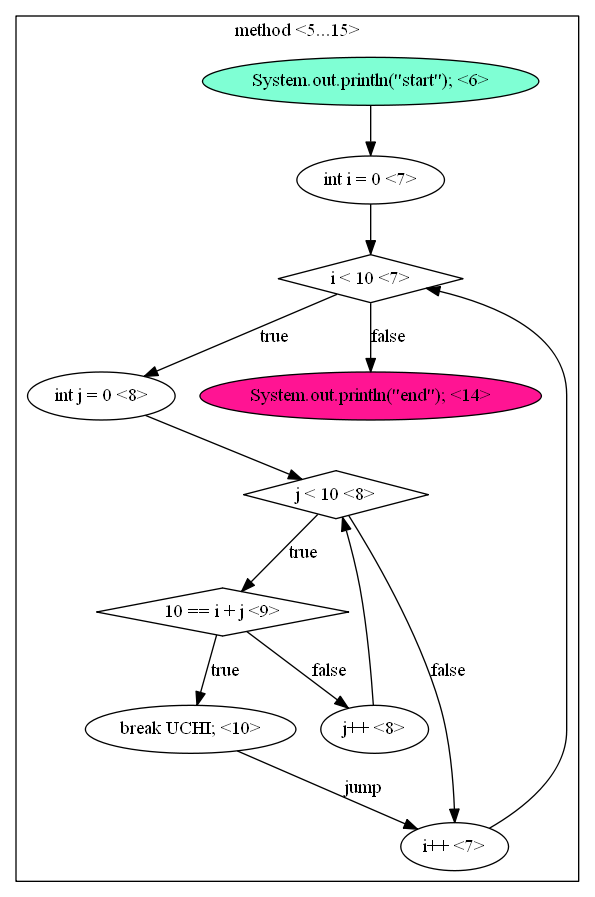 method <5...15>
System.out.println("start"); <6>
int i = 0 <7>
i < 10 <7>
true
false
int j = 0 <8>
System.out.println("end"); <14>
j < 10 <8>
true
10 == i + j <9>
true
false
false
break UCHI; <10>
j++ <8>
jump
i++ <7>